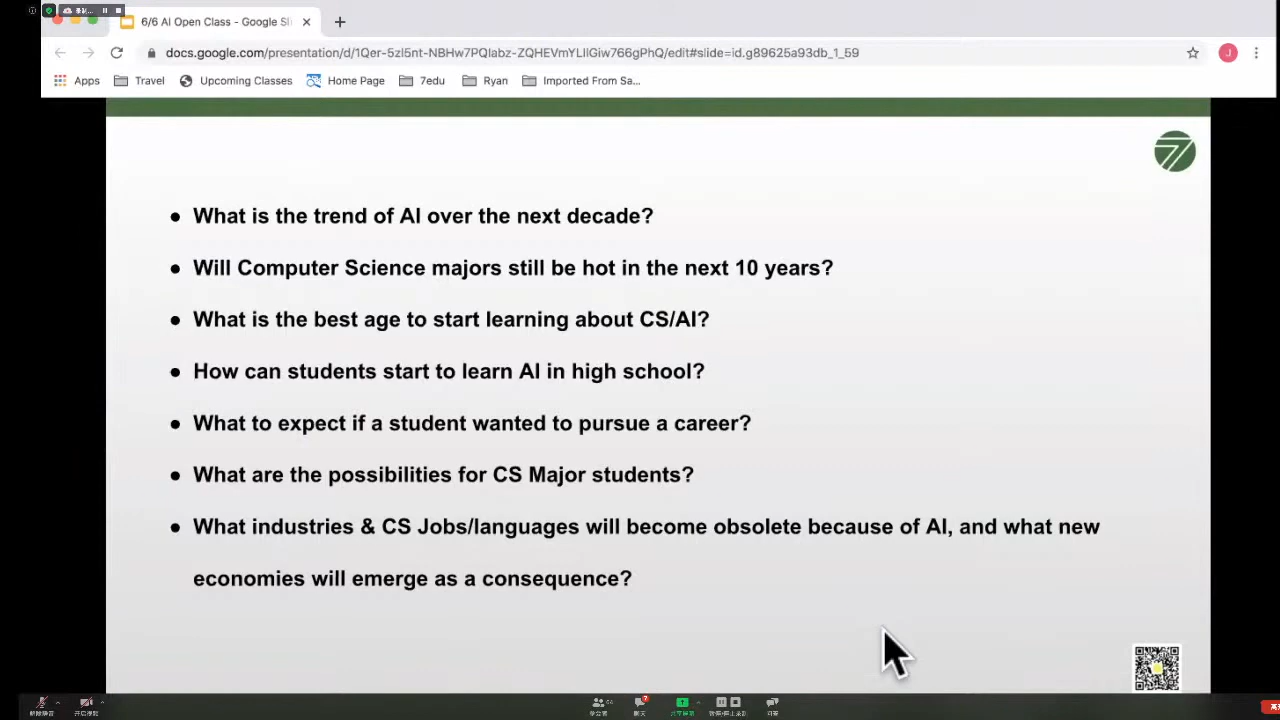 6/6 AI Open Class - Google Sli
docs.google.com/presentation/d/1Qer-5zI5nt-NBHw7PQIabz-ZQHEVmYLlIGiw766gPhQ/edit#slide=id.g89625a93db_1_59
J
Apps Travel Upcoming Classes Home Page 7edu Ryan Imported From Sa...
● What is the trend of AI over the next decade?
● Will Computer Science majors still be hot in the next 10 years?
● What is the best age to start learning about CS/AI?
● How can students start to learn AI in high school?
● What to expect if a student wanted to pursue a career?
● What are the possibilities for CS Major students?
● What industries & CS Jobs/languages will become obsolete because of AI, and what new
economies will emerge as a consequence?